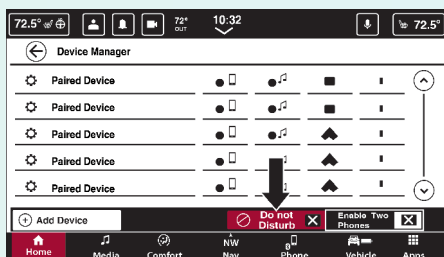 72.5° 72° OUT 10:32 72.5°
Device Manager
Paired Device
Paired Device
Paired Device
Paired Device
Paired Device
Add Device Do not Disturb X Enable Two Phones X
Home Media Comfort NW Nav Phone Vehicle Apps